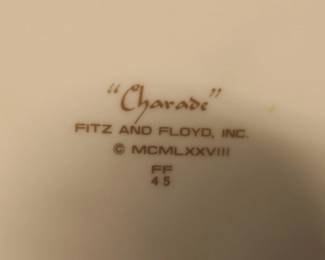 "Charade"
FITZ AND FLOYD, INC.
© MCMLXXVIII
FF
45